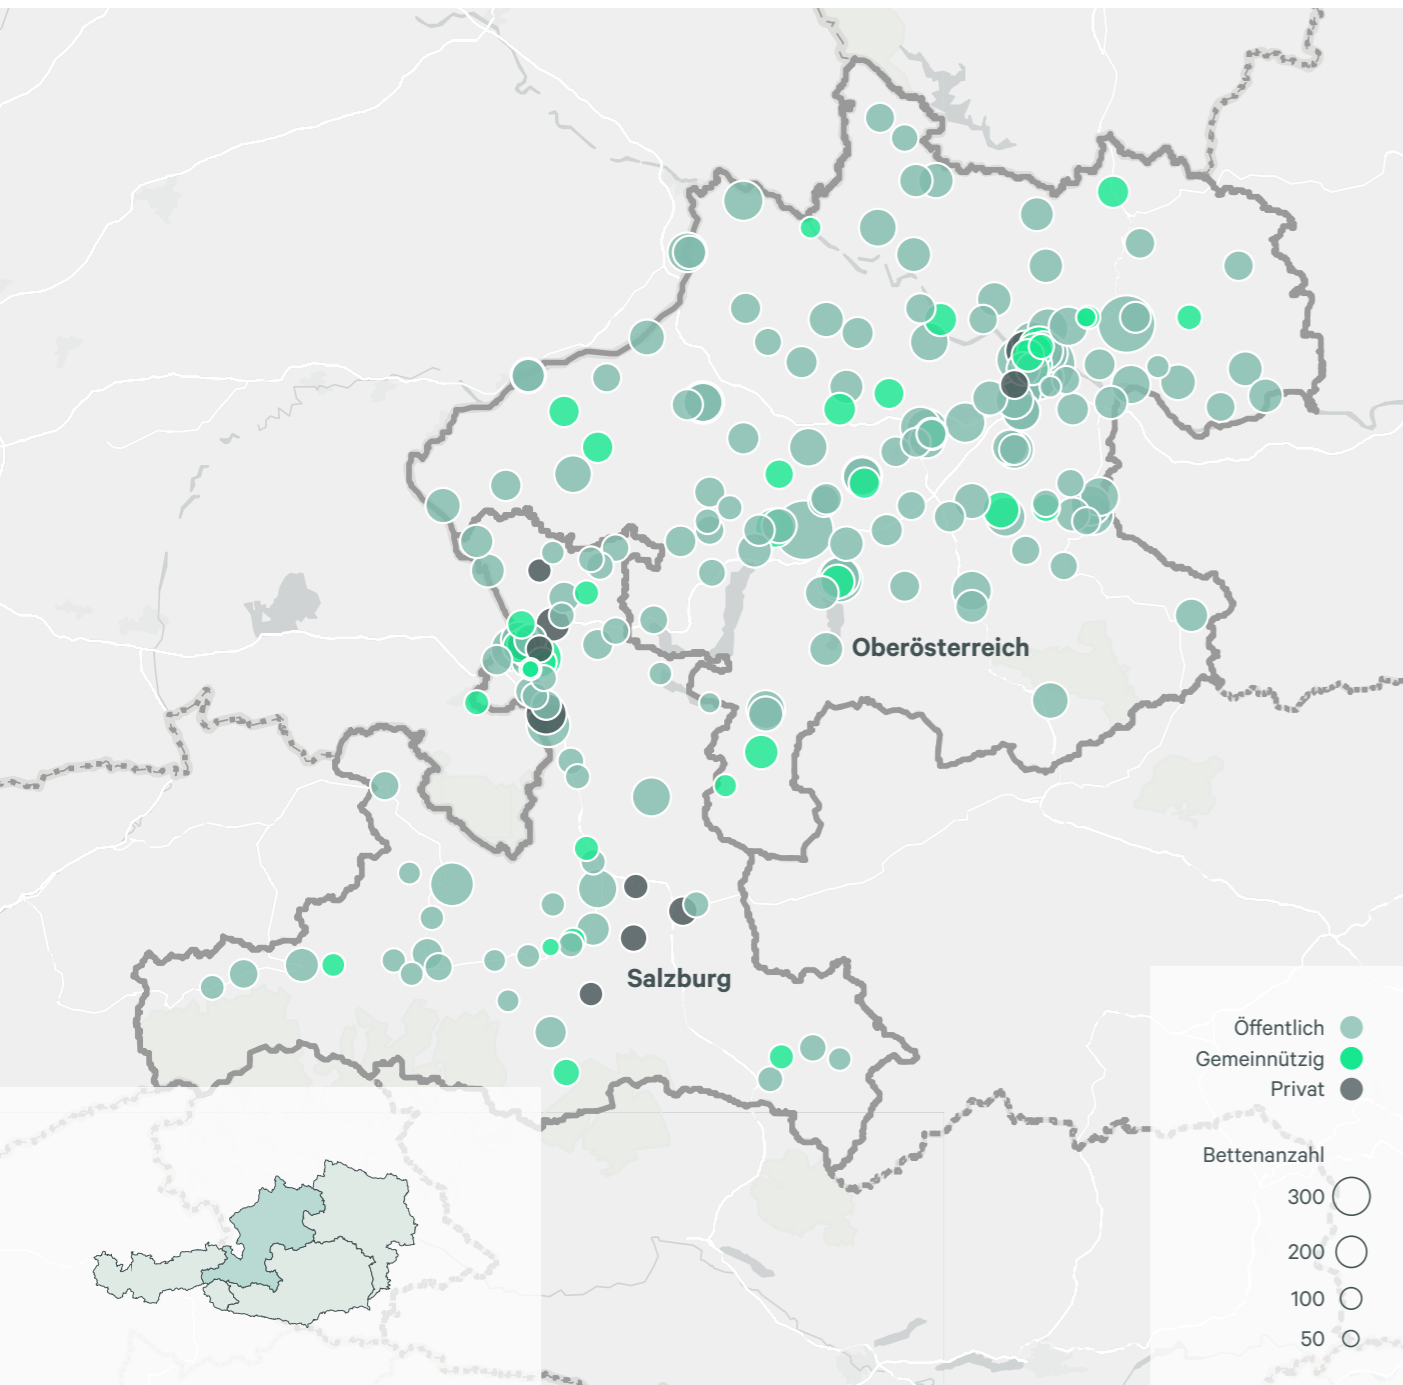 Oberösterreich
Salzburg
Öffentlich
Gemeinnützig
Privat
Bettenanzahl
300
200
100
50